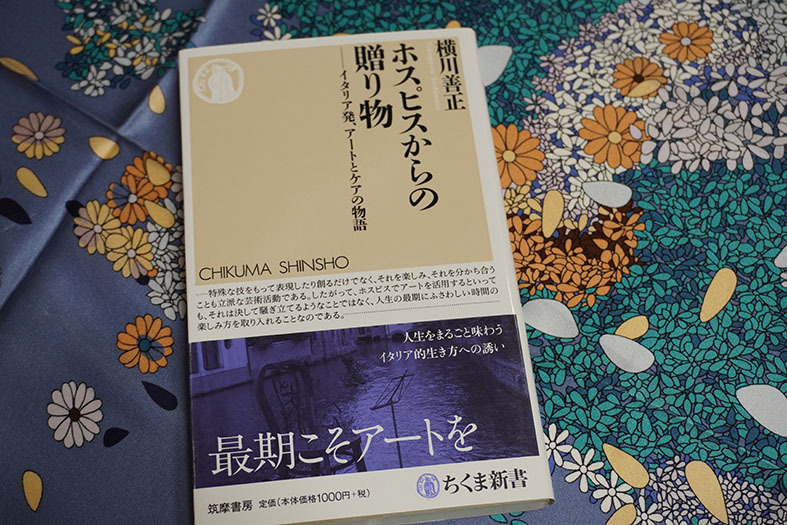 横川善正
ホスピスからの
贈り物
──イタリア発、アートとケアの物語
CHIKUMA SHINSHO
──特殊な技をもって表現したり創るだけでなく、それを楽しみ、それを分かち合う
ことも立派な芸術活動である。したがって、ホスピスでアートを活用するといって
も、それは決して騒ぎ立てるようなことではなく、人生の最期にふさわしい時間の
楽しみ方を取り入れることなのである。
人生をまるごと味わう
イタリア的生き方への誘い
最期こそアートを
筑摩書房 定価(本体価格1000円+税)
ちくま新書